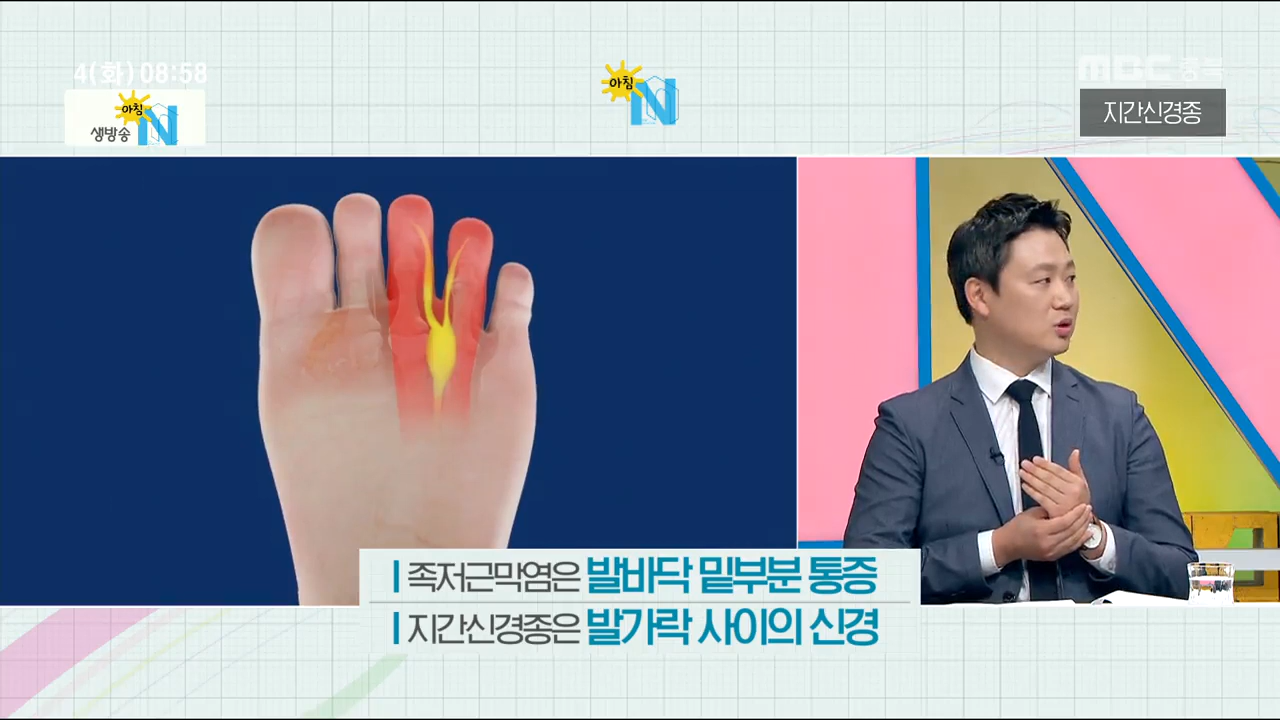 4(화) 08:58
아침
N
생방송
아침
N
MBC 충북
지간신경종
족저근막염은 발바닥 밑부분 통증
지간신경종은 발가락 사이의 신경